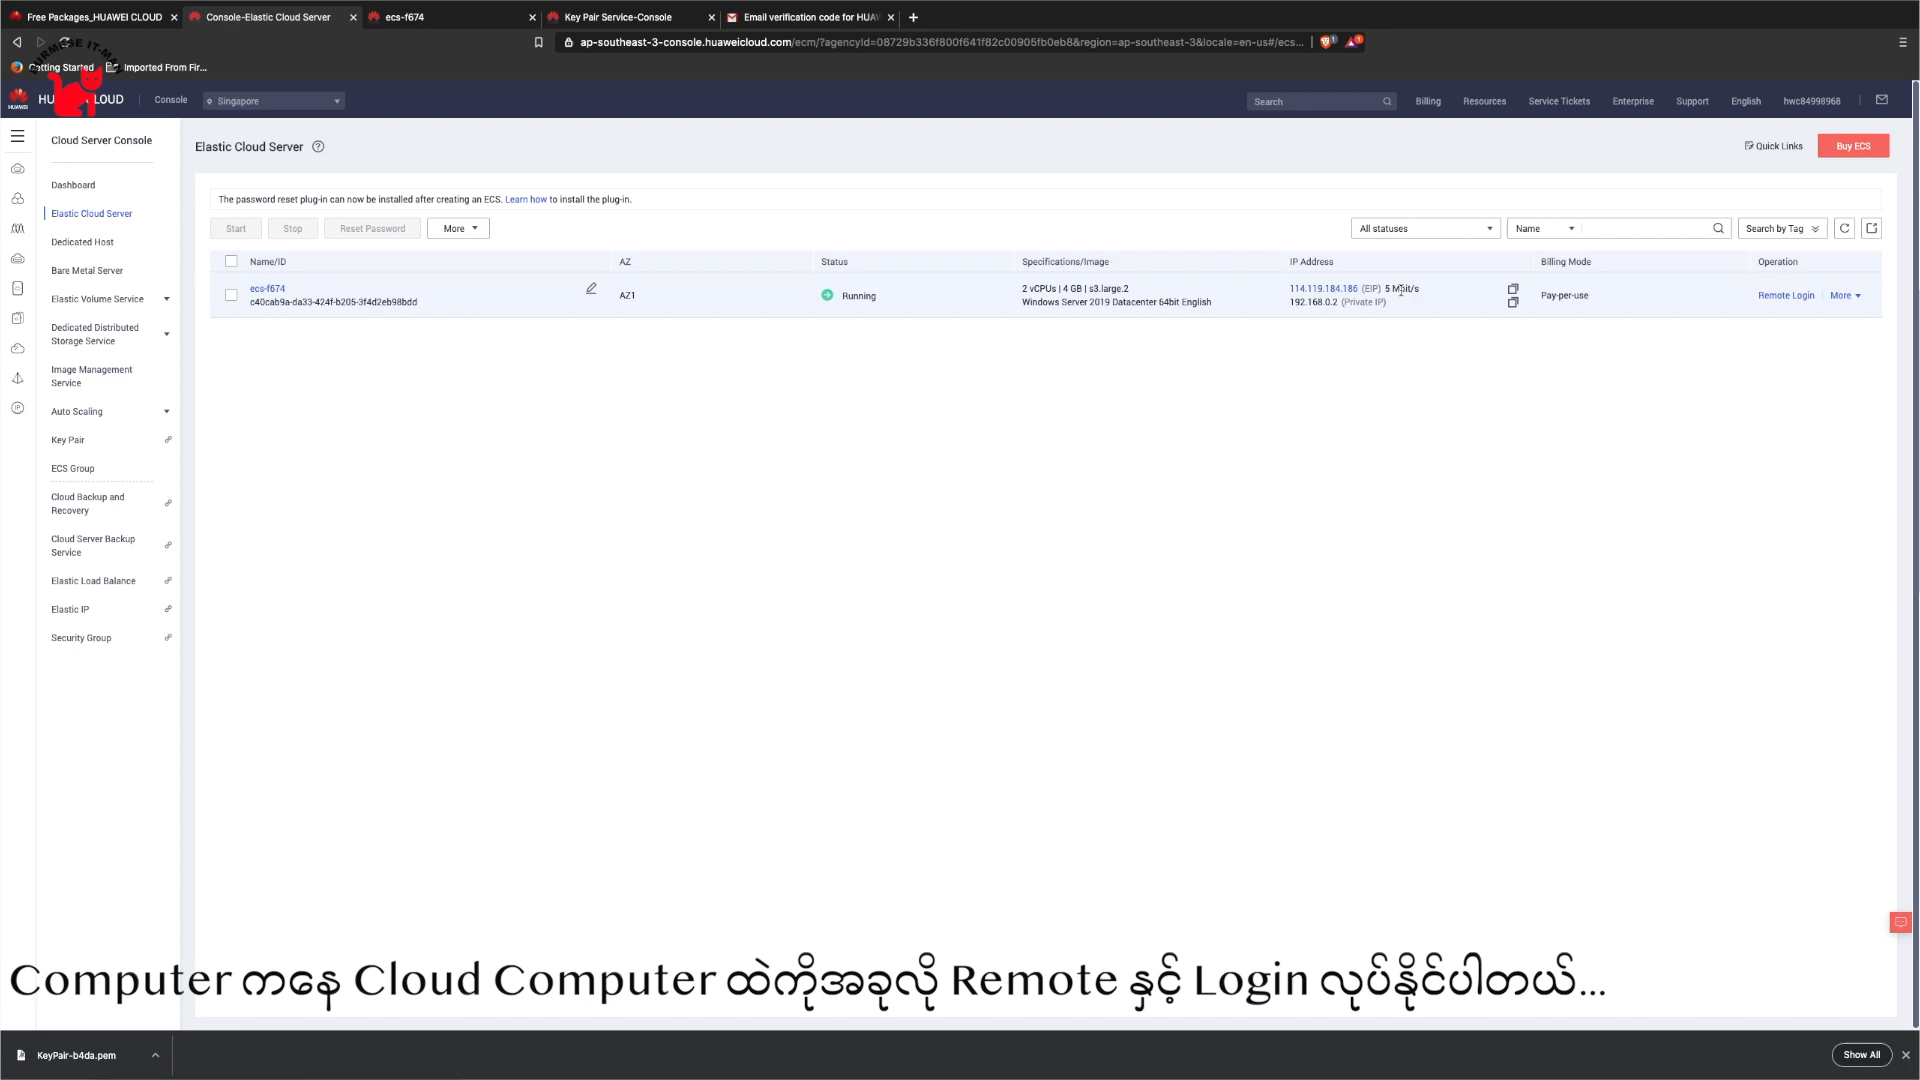 Free Packages_HUAWEI CLOUD
Console-Elastic Cloud Server
ecs-f674
Key Pair Service-Console
Email verification code for HUAW
ap-southeast-3-console.huaweicloud.com/ecm/?agencyId=08729b336f800f641f82c00905fb0eb8&region=ap-southeast-3&locale=en-us#/ecs...
Getting Started
Imported From Fir...
Console
Singapore
Search
Billing
Resources
Service Tickets
Enterprise
Support
English
hwc84998968
Cloud Server Console
Dashboard
Elastic Cloud Server
Dedicated Host
Bare Metal Server
Elastic Volume Service
Dedicated Distributed
Storage Service
Image Management
Service
Auto Scaling
Key Pair
ECS Group
Cloud Backup and
Recovery
Cloud Server Backup
Service
Elastic Load Balance
Elastic IP
Security Group
Elastic Cloud Server
Quick Links
Buy ECS
The password reset plug-in can now be installed after creating an ECS. Learn how to install the plug-in.
Start
Stop
Reset Password
More
All statuses
Name
Search by Tag
Name/ID
AZ
Status
Specifications/Image
IP Address
Billing Mode
Operation
ecs-f674
c40cab9a-da33-424f-b205-3f4d2eb98bdd
AZ1
Running
2 vCPUs | 4 GB | s3.large.2
Windows Server 2019 Datacenter 64bit English
114.119.184.186 (EIP) 5 Mbit/s
192.168.0.2 (Private IP)
Pay-per-use
Remote Login
More
Computer ကနေ Cloud Computer ထဲကိုအခုလို Remote နှင့် Login လုပ်နိုင်ပါတယ်...
KeyPair-b4da.pem
Show All